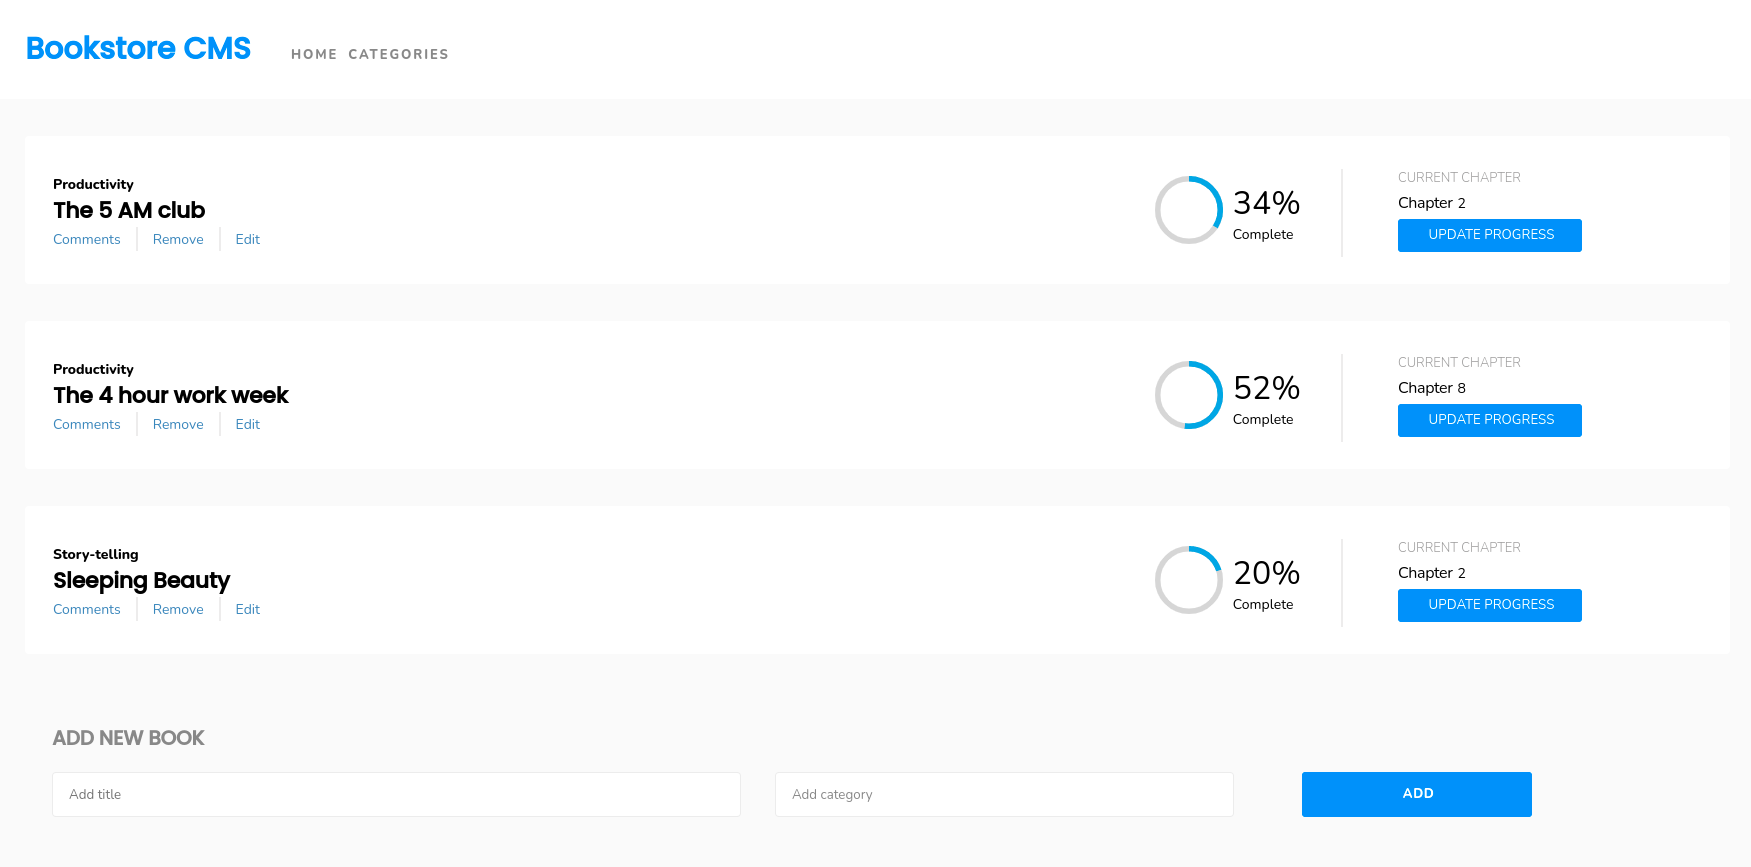 Bookstore CMS
HOME CATEGORIES
Productivity
The 5 AM club
Comments Remove Edit
34%
Complete
CURRENT CHAPTER
Chapter 2
UPDATE PROGRESS
Productivity
The 4 hour work week
Comments Remove Edit
52%
Complete
CURRENT CHAPTER
Chapter 8
UPDATE PROGRESS
Story-telling
Sleeping Beauty
Comments Remove Edit
20%
Complete
CURRENT CHAPTER
Chapter 2
UPDATE PROGRESS
ADD NEW BOOK
Add title
Add category
ADD